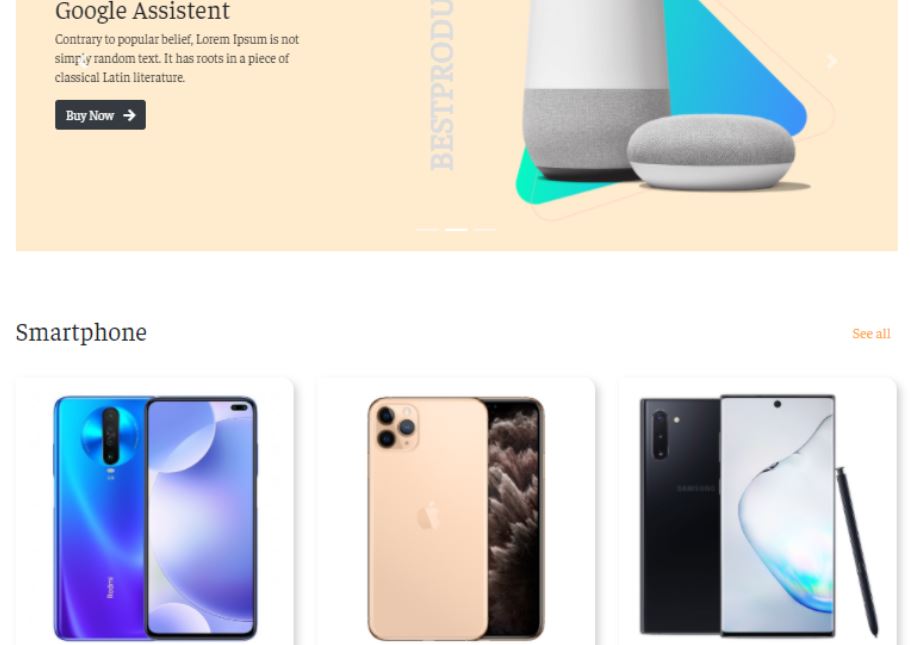 Google Assistent
Contrary to popular belief, Lorem Ipsum is not
simply random text. It has roots in a piece of
classical Latin literature.
Buy Now
BESTPRODU
Smartphone
See all
Redmi
SAMSUNG